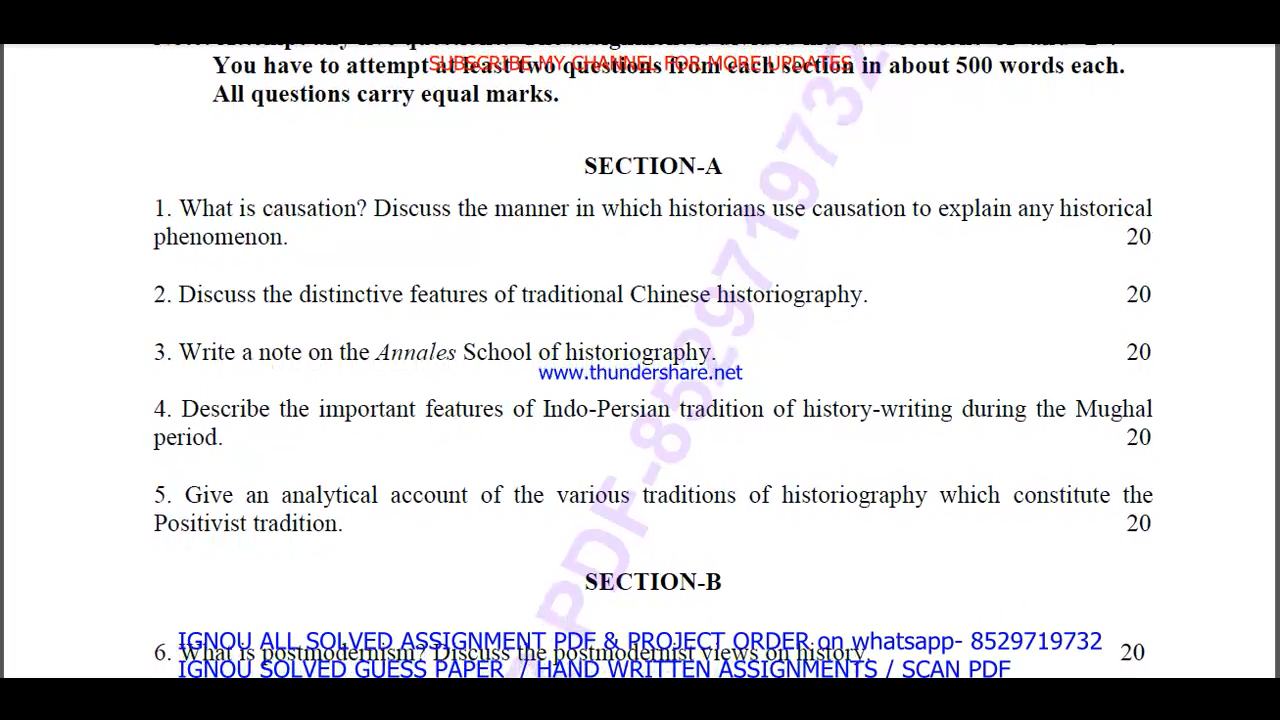 SUBSCRIBE MY CHANNEL FOR MORE UPDATES
You have to attempt at least two questions from each section in about 500 words each.
All questions carry equal marks.
SECTION-A
1. What is causation? Discuss the manner in which historians use causation to explain any historical
phenomenon. 20
2. Discuss the distinctive features of traditional Chinese historiography. 20
3. Write a note on the Annales School of historiography. 20
www.thundershare.net
4. Describe the important features of Indo-Persian tradition of history-writing during the Mughal
period. 20
5. Give an analytical account of the various traditions of historiography which constitute the
Positivist tradition. 20
SECTION-B
IGNOU ALL SOLVED ASSIGNMENT PDF & PROJECT ORDER on whatsapp- 8529719732
6. What is postmodernism? Discuss the postmodernist views on history. 20
IGNOU SOLVED GUESS PAPER / HAND WRITTEN ASSIGNMENTS / SCAN PDF
PDF-8529719732